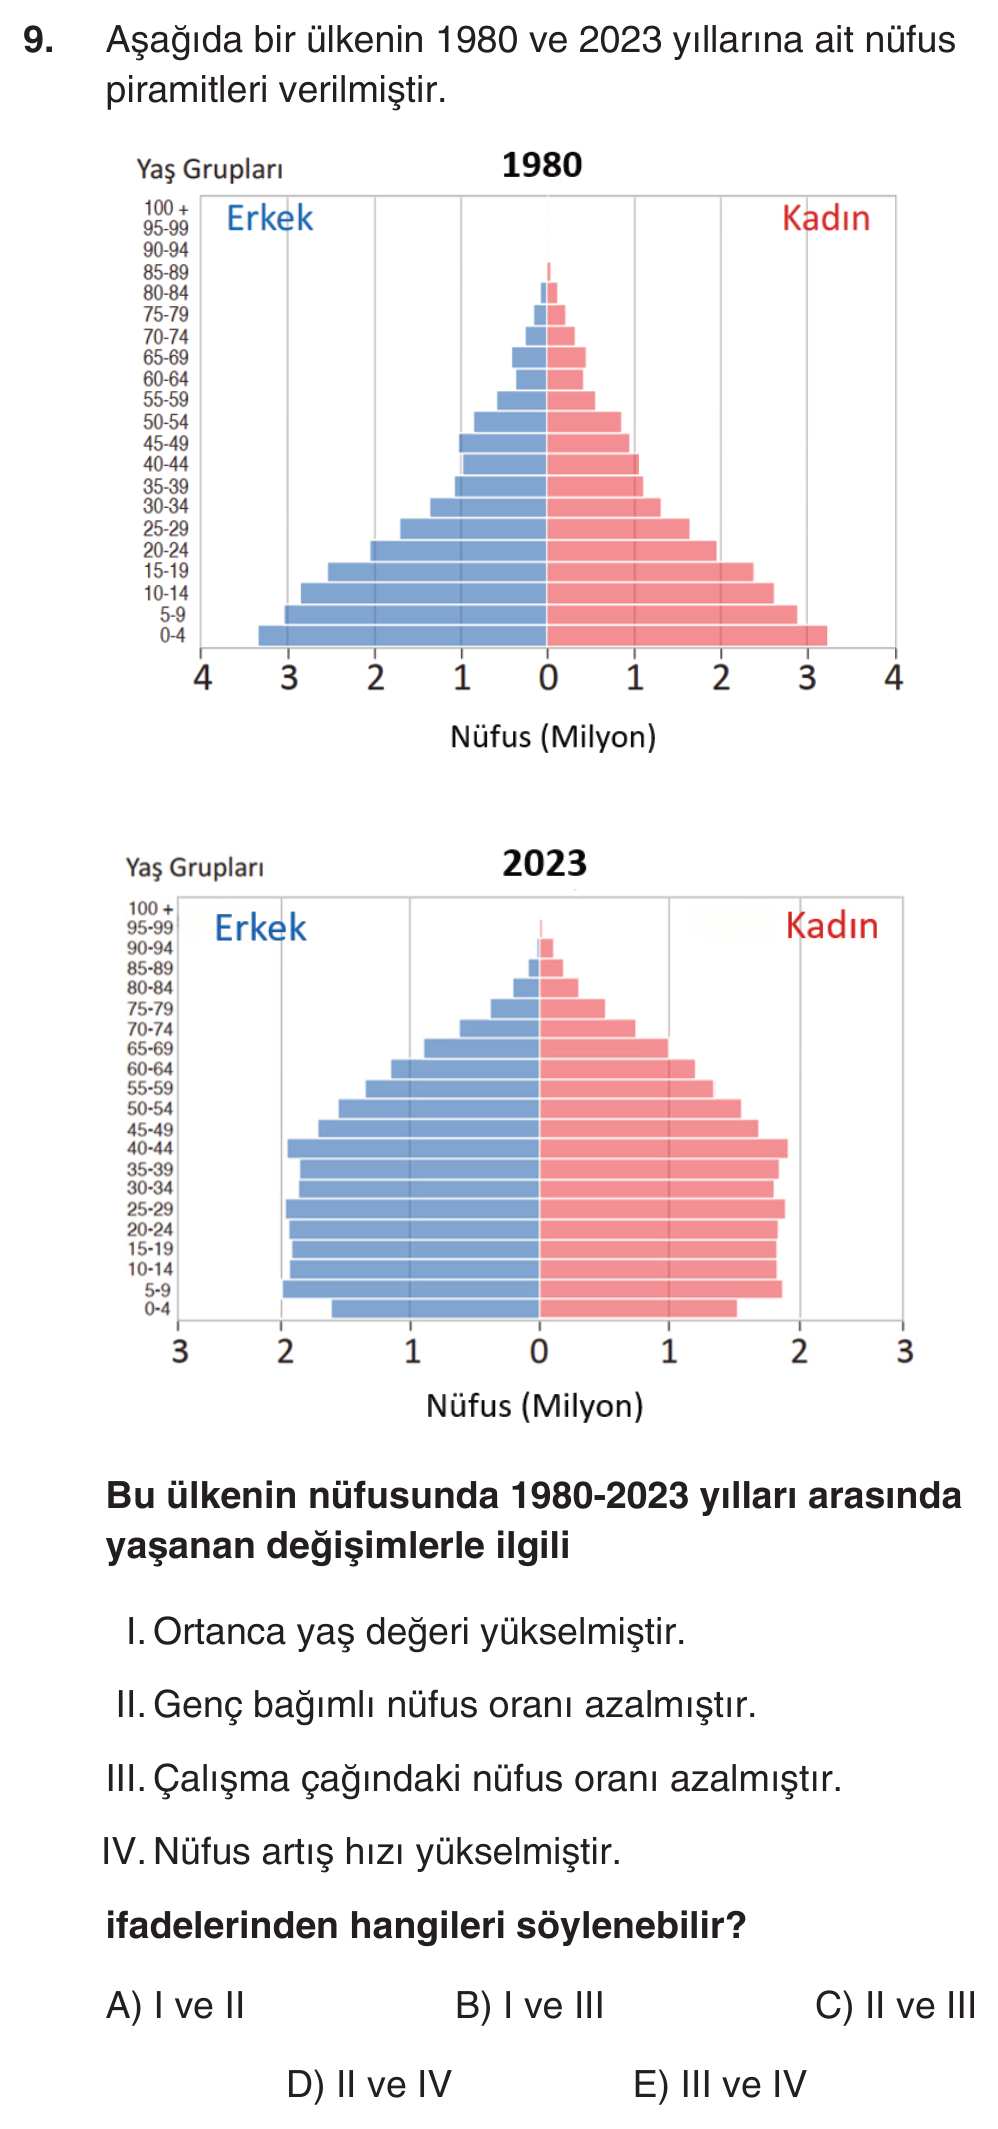 9. Aşağıda bir ülkenin 1980 ve 2023 yıllarına ait nüfus
piramitleri verilmiştir.
Yaş Grupları 1980
Erkek Kadın
100 +
95-99
90-94
85-89
80-84
75-79
70-74
65-69
60-64
55-59
50-54
45-49
40-44
35-39
30-34
25-29
20-24
15-19
10-14
5-9
0-4
4 3 2 1 0 1 2 3 4
Nüfus (Milyon)
Yaş Grupları 2023
Erkek Kadın
100 +
95-99
90-94
85-89
80-84
75-79
70-74
65-69
60-64
55-59
50-54
45-49
40-44
35-39
30-34
25-29
20-24
15-19
10-14
5-9
0-4
3 2 1 0 1 2 3
Nüfus (Milyon)
Bu ülkenin nüfusunda 1980-2023 yılları arasında
yaşanan değişimlerle ilgili
I. Ortanca yaş değeri yükselmiştir.
II. Genç bağımlı nüfus oranı azalmıştır.
III. Çalışma çağındaki nüfus oranı azalmıştır.
IV. Nüfus artış hızı yükselmiştir.
ifadelerinden hangileri söylenebilir?
A) I ve II B) I ve III C) II ve III
D) II ve IV E) III ve IV